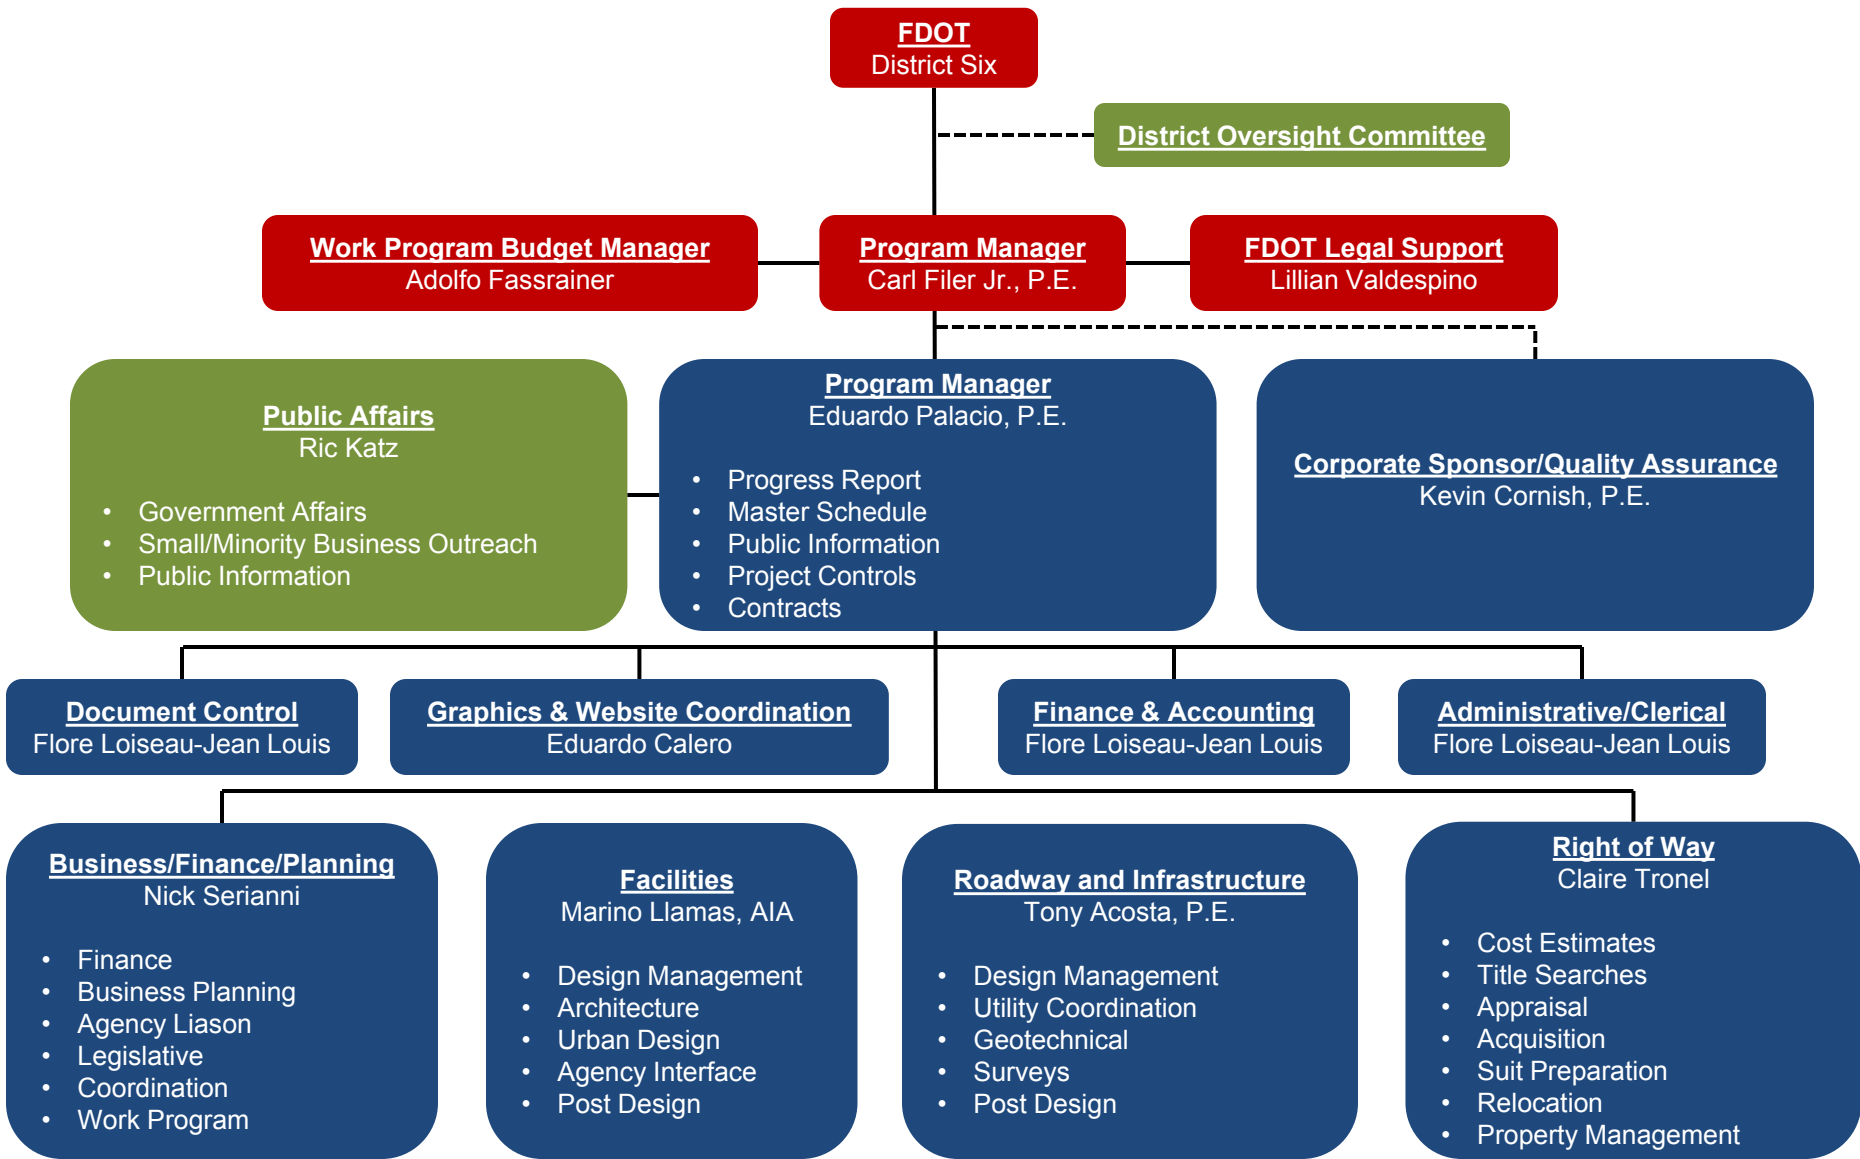 FDOT
District Six
District Oversight Committee
Work Program Budget Manager
Adolfo Fassrainer
Program Manager
Carl Filer Jr., P.E.
FDOT Legal Support
Lillian Valdespino
Public Affairs
Ric Katz
• Government Affairs
• Small/Minority Business Outreach
• Public Information
Program Manager
Eduardo Palacio, P.E.
• Progress Report
• Master Schedule
• Public Information
• Project Controls
• Contracts
Corporate Sponsor/Quality Assurance
Kevin Cornish, P.E.
Document Control
Flore Loiseau-Jean Louis
Graphics & Website Coordination
Eduardo Calero
Finance & Accounting
Flore Loiseau-Jean Louis
Administrative/Clerical
Flore Loiseau-Jean Louis
Business/Finance/Planning
Nick Serianni
• Finance
• Business Planning
• Agency Liason
• Legislative
• Coordination
• Work Program
Facilities
Marino Llamas, AIA
• Design Management
• Architecture
• Urban Design
• Agency Interface
• Post Design
Roadway and Infrastructure
Tony Acosta, P.E.
• Design Management
• Utility Coordination
• Geotechnical
• Surveys
• Post Design
Right of Way
Claire Tronel
• Cost Estimates
• Title Searches
• Appraisal
• Acquisition
• Suit Preparation
• Relocation
• Property Management